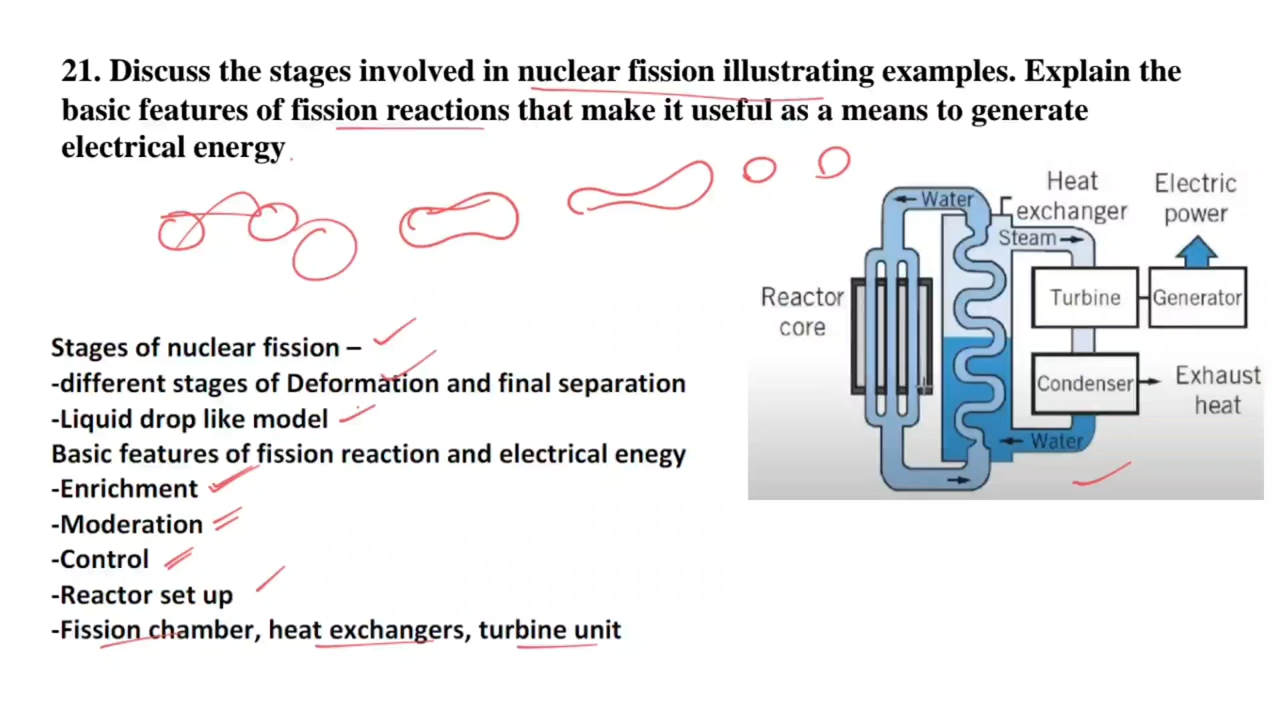 21. Discuss the stages involved in nuclear fission illustrating examples. Explain the
basic features of fission reactions that make it useful as a means to generate
electrical energy.
Stages of nuclear fission –
-different stages of Deformation and final separation
-Liquid drop like model
Basic features of fission reaction and electrical enegy
-Enrichment
-Moderation
-Control
-Reactor set up
-Fission chamber, heat exchangers, turbine unit
Water
Heat
exchanger
Electric
power
Steam
Reactor
core
Turbine
Generator
Condenser
Exhaust
heat
Water